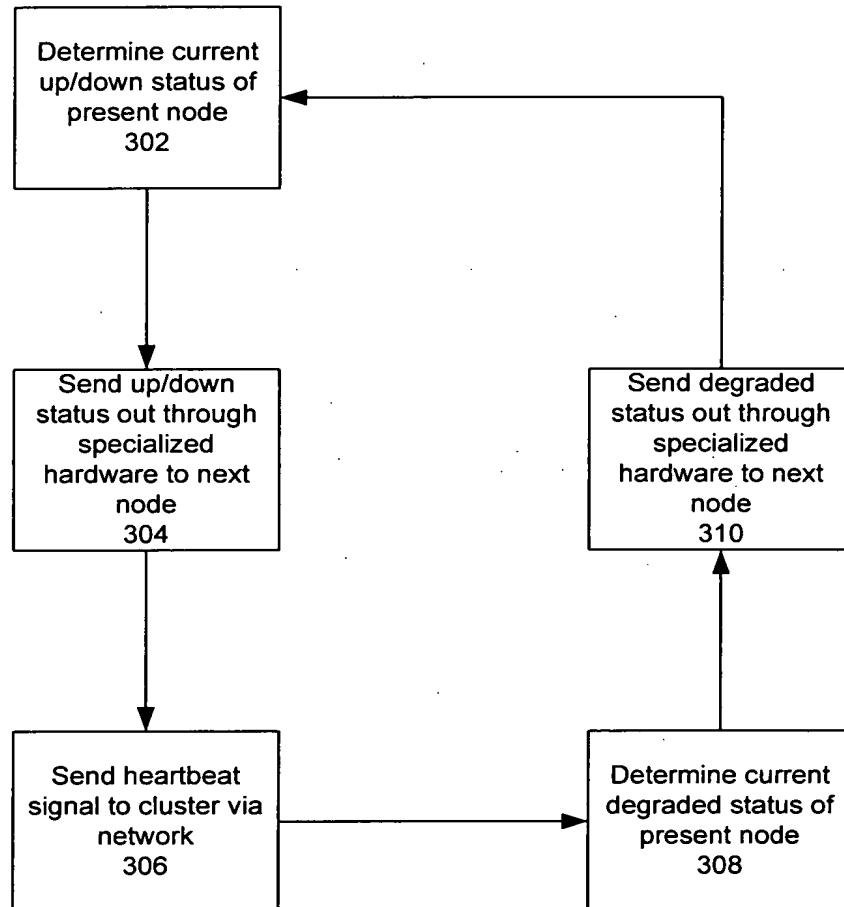 Determine current
up/down status of
present node
302
Send up/down
status out through
specialized
hardware to next
node
304
Send heartbeat
signal to cluster via
network
306
Determine current
degraded status of
present node
308
Send degraded
status out through
specialized
hardware to next
node
310